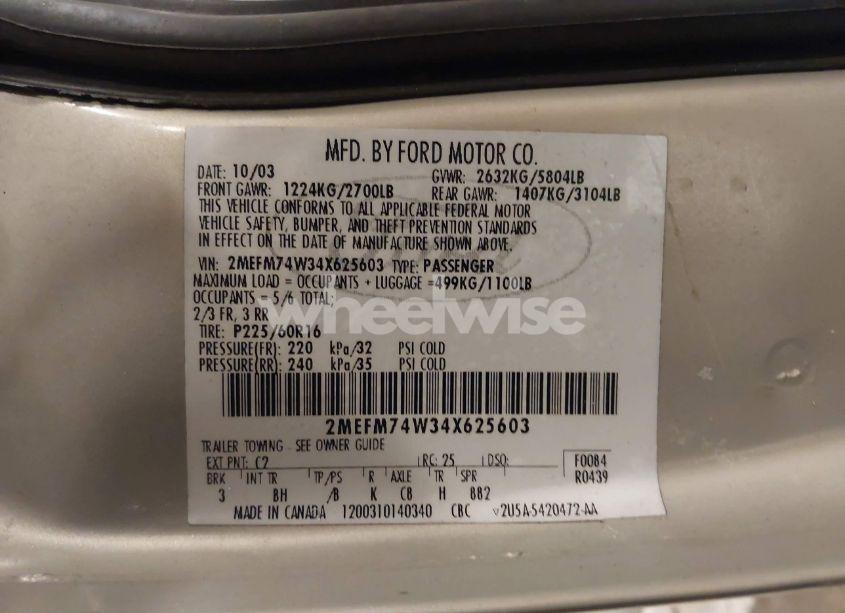 MFD. BY FORD MOTOR CO.
DATE: 10/03 GVWR: 2632KG/5804LB
FRONT GAWR: 1224KG/2700LB REAR GAWR: 1407KG/3104LB
THIS VEHICLE CONFORMS TO ALL APPLICABLE FEDERAL MOTOR
VEHICLE SAFETY, BUMPER, AND THEFT PREVENTION STANDARDS
IN EFFECT ON THE DATE OF MANUFACTURE SHOWN ABOVE.
VIN: 2MEFM74W34X625603 TYPE: PASSENGER
MAXIMUM LOAD = OCCUPANTS + LUGGAGE =499KG/1100LB
OCCUPANTS = 5/6 TOTAL;
2/3 FR, 3 RR
wheelwise
TIRE: P225/60R16
PRESSURE(FR): 220 kPa/32 PSI COLD
PRESSURE(RR): 240 kPa/35 PSI COLD
2MEFM74W34X625603
TRAILER TOWING - SEE OWNER GUIDE
EXT PNT: C2 RC: 25 DSO: F0084
BRK INT TR TP/PS R AXLE TR SPR R0439
3 BH /B K C8 H 882
MADE IN CANADA 1200310140340 CBC v2U5A-5420472-AA